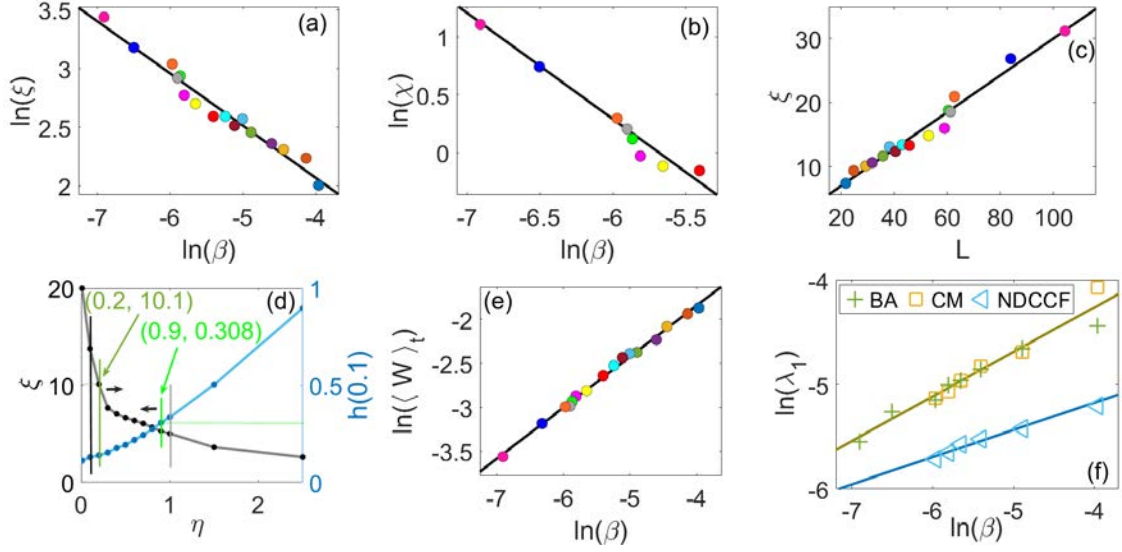 3.5
3
2.5
2
ln(ξ)
(a)
-7 -6 -5 -4
ln(β)
1
0.5
0
ln(χ)
(b)
-7 -6.5 -6 -5.5
ln(β)
30
20
10
ξ
(c)
20 40 60 80 100
L
20
10
0
ξ
(d)
(0.2, 10.1)
(0.9, 0.308)
1
0.5
0
h(0.1)
0 1 2
η
-2
-2.5
-3
-3.5
ln(⟨ W ⟩t)
(e)
-7 -6 -5 -4
ln(β)
-4
-5
-6
ln(λ1)
BA CM NDCCF
(f)
-7 -6 -5 -4
ln(β)